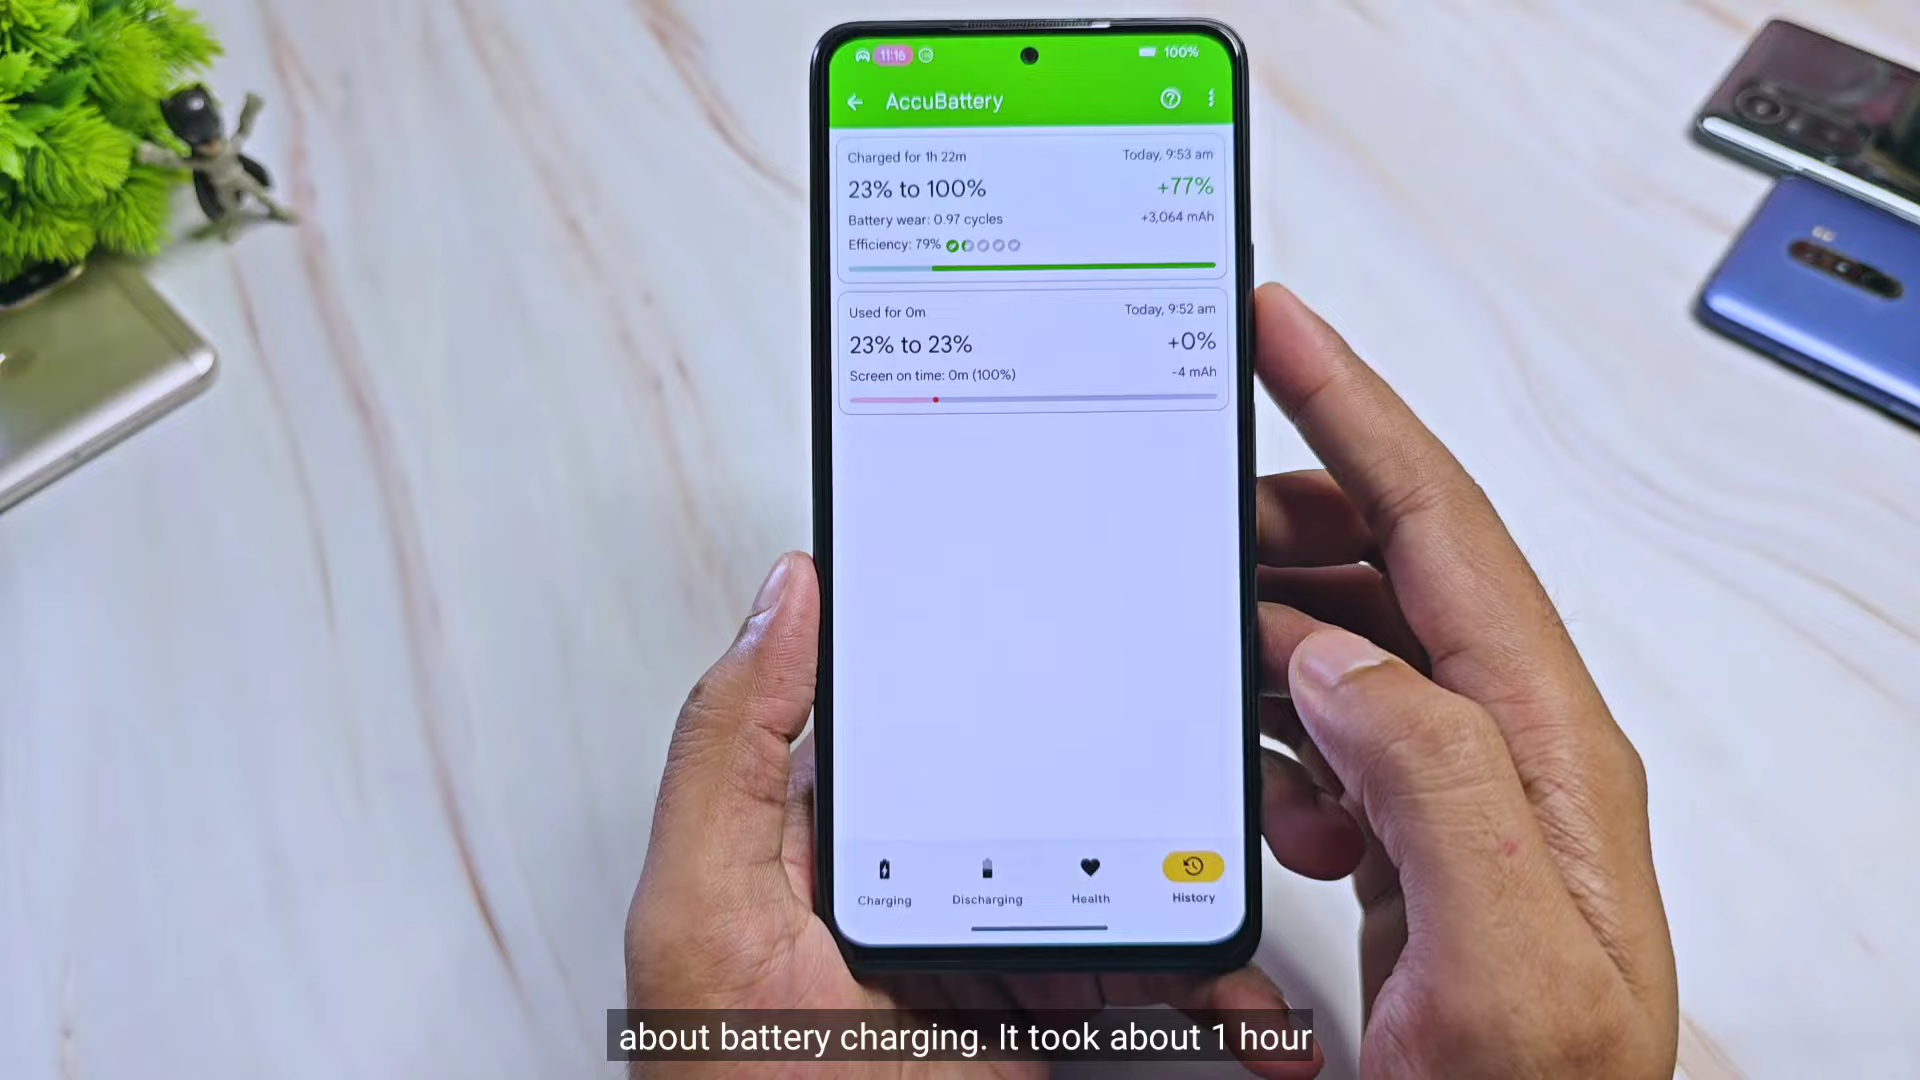 11:16
100%
AccuBattery
Charged for 1h 22m
Today, 9:53 am
23% to 100%
+77%
Battery wear: 0.97 cycles
+3,064 mAh
Efficiency: 79%
Used for 0m
Today, 9:52 am
23% to 23%
+0%
Screen on time: 0m (100%)
-4 mAh
Charging
Discharging
Health
History
about battery charging. It took about 1 hour